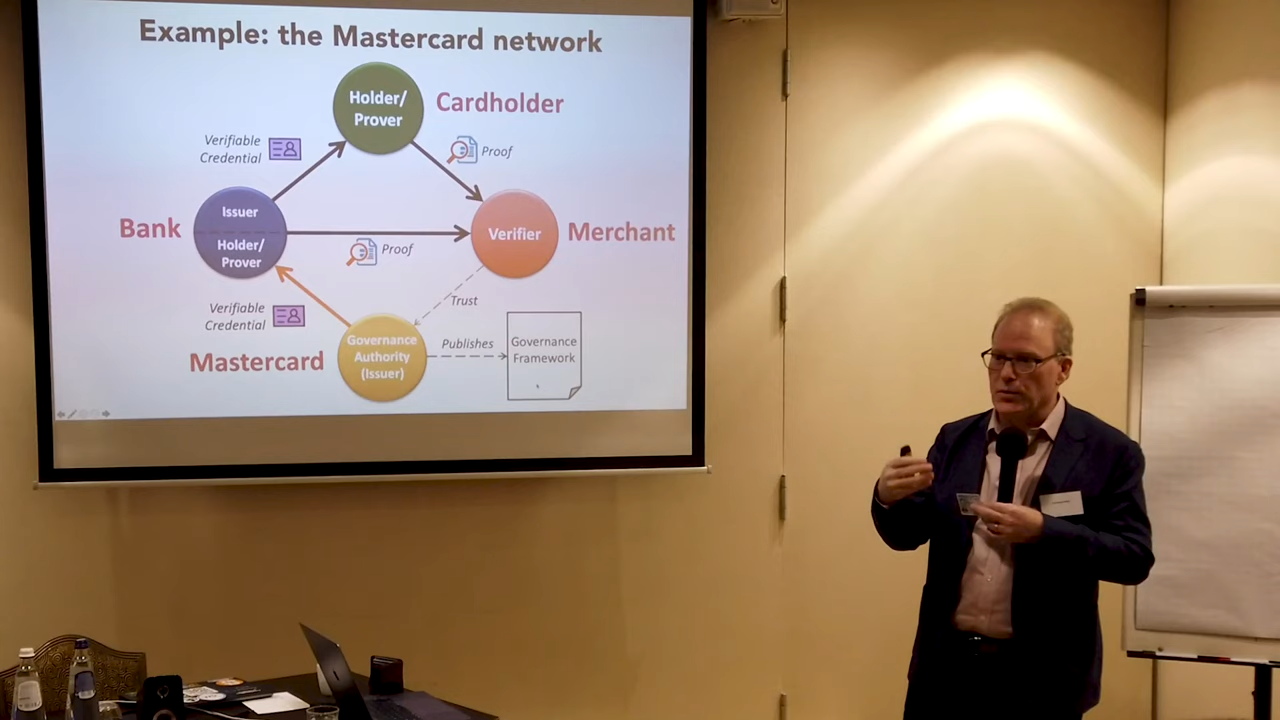 Example: the Mastercard network
Holder/
Prover
Cardholder
Verifiable
Credential
Proof
Bank
Issuer
Holder/
Prover
Proof
Verifier
Merchant
Verifiable
Credential
Trust
Mastercard
Governance
Authority
(Issuer)
Publishes
Governance
Framework